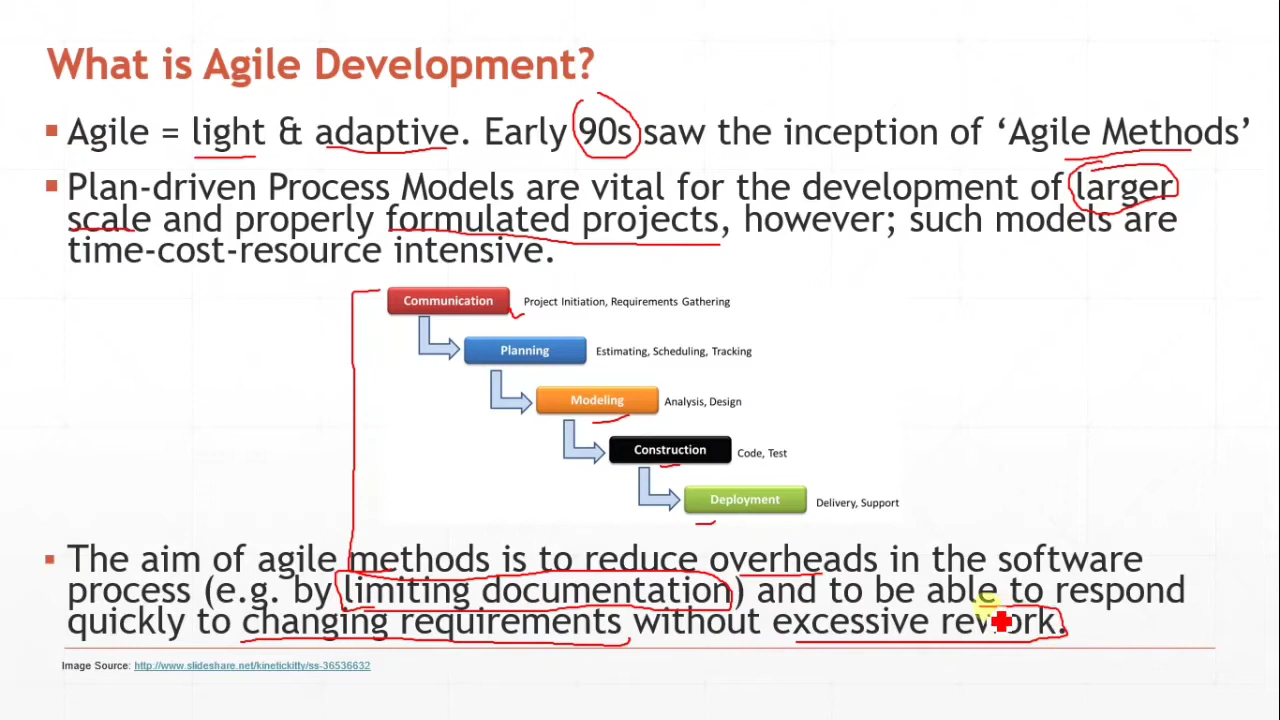 What is Agile Development?
Agile = light & adaptive. Early 90s saw the inception of ‘Agile Methods’
Plan-driven Process Models are vital for the development of larger
scale and properly formulated projects, however; such models are
time-cost-resource intensive.
Communication Project Initiation, Requirements Gathering
Planning Estimating, Scheduling, Tracking
Modeling Analysis, Design
Construction Code, Test
Deployment Delivery, Support
The aim of agile methods is to reduce overheads in the software
process (e.g. by limiting documentation) and to be able to respond
quickly to changing requirements without excessive rework.
Image Source: http://www.slideshare.net/kinetickitty/ss-36536632